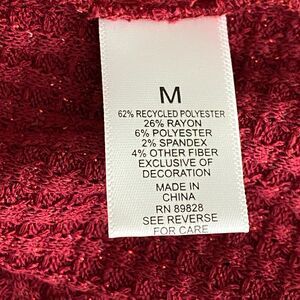 M
62% RECYCLED POLYESTER
26% RAYON
6% POLYESTER
2% SPANDEX
4% OTHER FIBER
EXCLUSIVE OF
DECORATION
MADE IN
CHINA
RN 89828
SEE REVERSE
FOR CARE